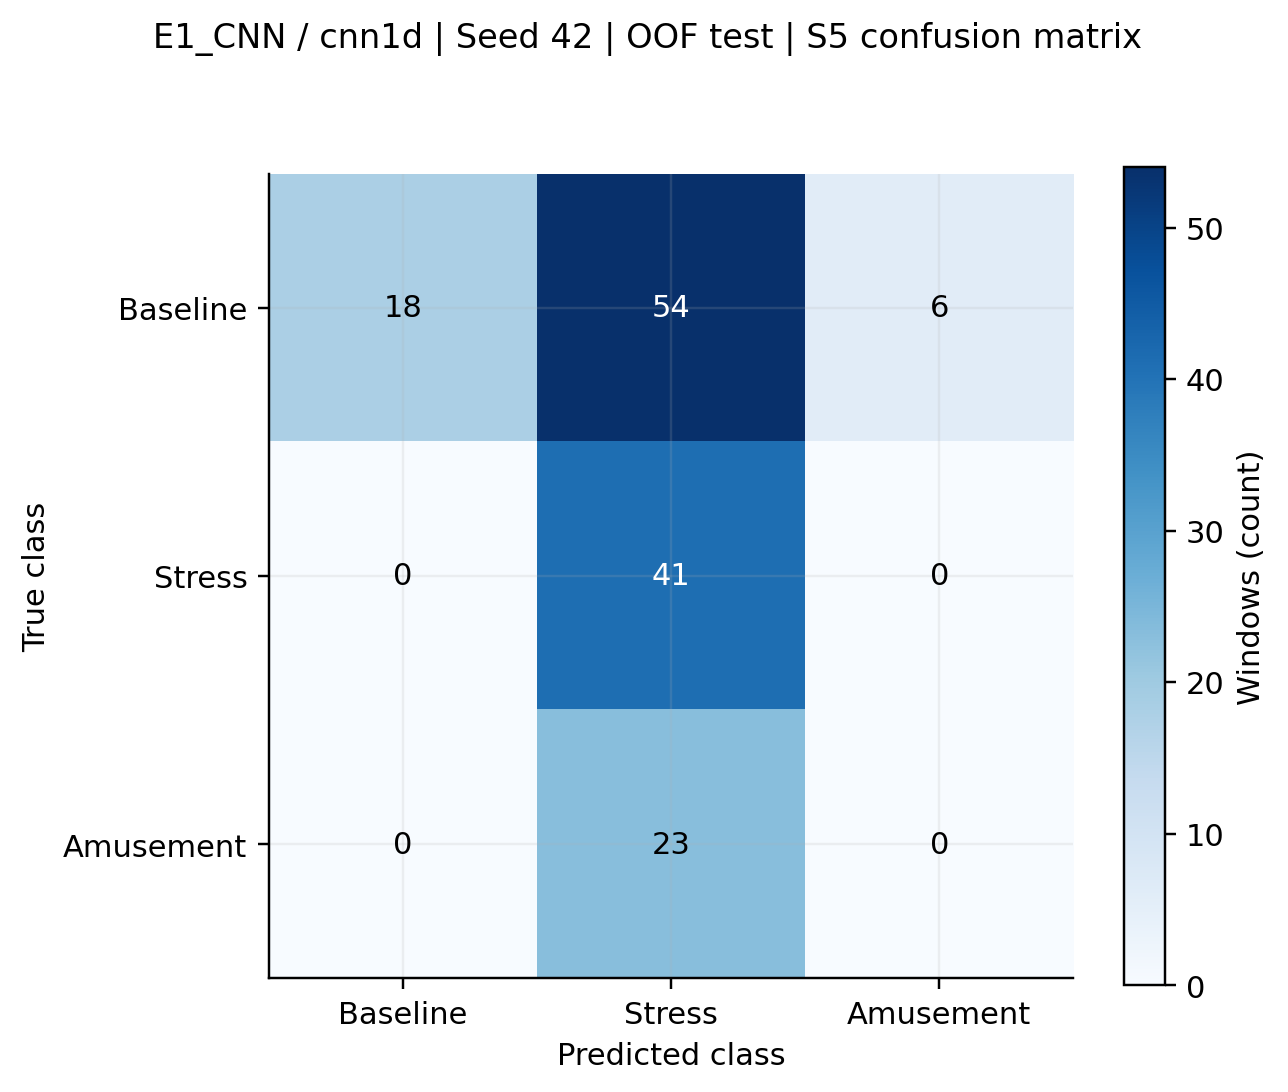 E1_CNN / cnn1d | Seed 42 | OOF test | S5 confusion matrix
Baseline
18
54
6
Stress
0
41
0
Amusement
0
23
0
Baseline
Stress
Amusement
Predicted class
True class
50
40
30
20
10
0
Windows (count)